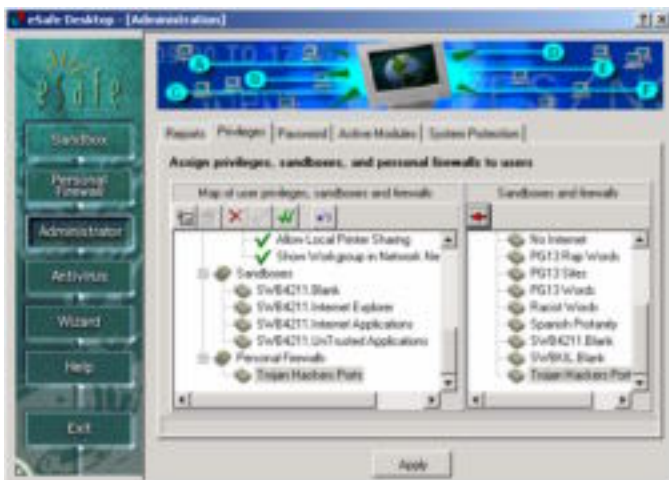 eSafe Desktop - [Administration]
eSafe
Sandbox
Personal Firewall
Administrator
Antivirus
Wizard
Help
Exit
A
B
C
D
E
F
Reports
Privileges
Password
Active Modules
System Protection
Assign privileges, sandboxes, and personal firewalls to users
Map of user privileges, sandboxes and firewalls
Allow Local Printer Sharing
Show Workgroup in Network Ne
Sandboxes
SWB4211.Blank
SWB4211.Internet Explorer
SWB4211.Internet Applications
SWB4211.UnTrusted Applications
Personal Firewalls
Trojan Hackers Ports
Sandboxes and firewalls
No Internet
PG13 Rap Words
PG13 Sites
PG13 Words
Racist Words
Spanish Profanity
SWB4211.Blank
Trojan Hackers Port
Apply